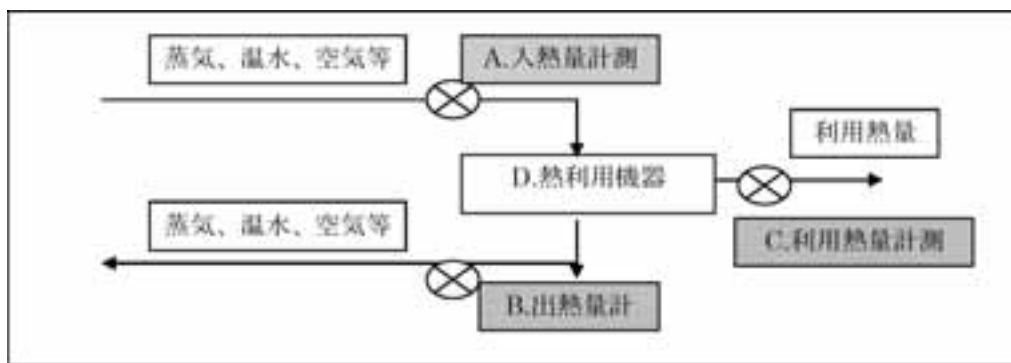 蒸気、温水、空気等
A.入熱量計測
利用熱量
D.熱利用機器
蒸気、温水、空気等
C.利用熱量計測
B.出熱量計